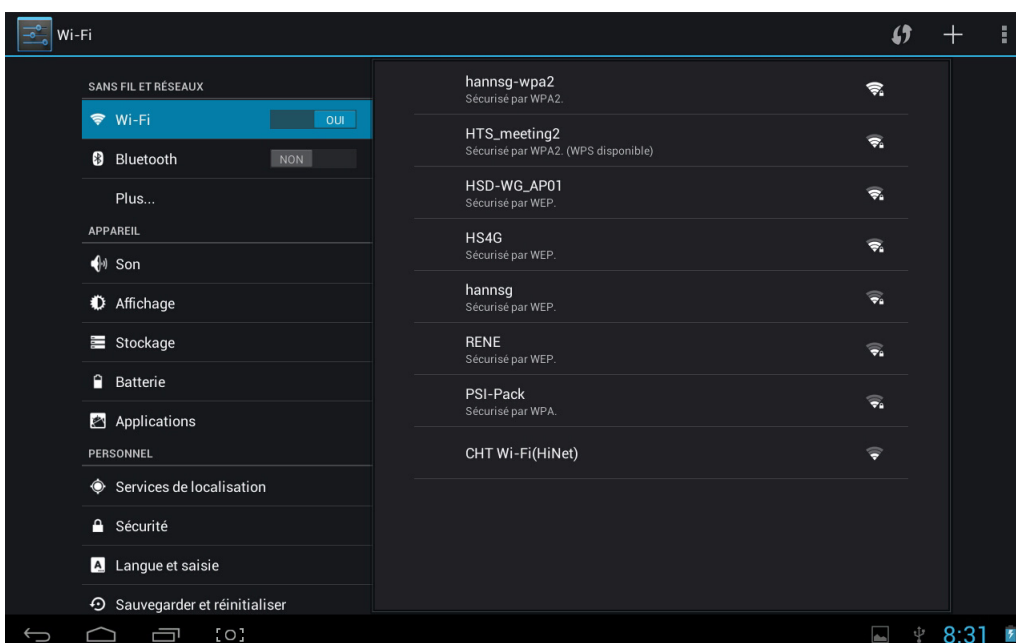 Wi-Fi
SANS FIL ET RÉSEAUX
Wi-Fi OUI
Bluetooth NON
Plus...
APPAREIL
Son
Affichage
Stockage
Batterie
Applications
PERSONNEL
Services de localisation
Sécurité
Langue et saisie
Sauvegarder et réinitialiser
hannsg-wpa2
Sécurisé par WPA2.
HTS_meeting2
Sécurisé par WPA2. (WPS disponible)
HSD-WG_AP01
Sécurisé par WEP.
HS4G
Sécurisé par WEP.
hannsg
Sécurisé par WEP.
RENE
Sécurisé par WEP.
PSI-Pack
Sécurisé par WPA.
CHT Wi-Fi(HiNet)
8:31